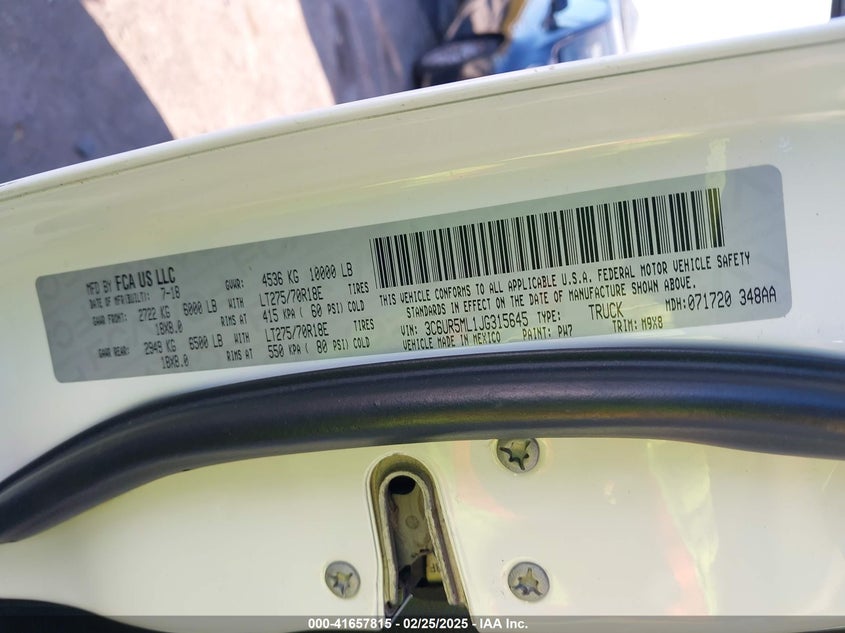 MFD BY FCA US LLC
DATE OF MFR(BUILT): 7-18 GVWR: 4536 KG 10000 LB
GAWR FRONT: 2722 KG 6000 LB WITH LT275/70R18E TIRES
18X8.0 RIMS AT 415 KPA ( 60 PSI) COLD
GAWR REAR: 2949 KG 6500 LB WITH LT275/70R18E TIRES
18X8.0 RIMS AT 550 KPA ( 80 PSI) COLD
THIS VEHICLE CONFORMS TO ALL APPLICABLE U.S.A. FEDERAL MOTOR VEHICLE SAFETY
STANDARDS IN EFFECT ON THE DATE OF MANUFACTURE SHOWN ABOVE.
VIN: 3C6UR5ML1JG315645 TYPE: TRUCK MDH: 071720 348AA
VEHICLE MADE IN MEXICO PAINT: PW7 TRIM: M9X8
000-41657815 / 02/25/2025 - IAA Inc.